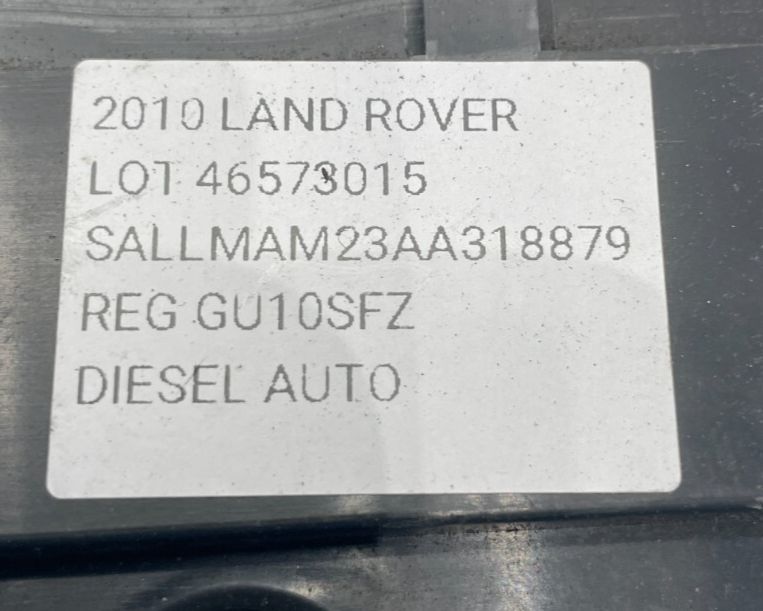 2010 LAND ROVER
LOT 46573015
SALLMAM23AA318879
REG GU10SFZ
DIESEL AUTO